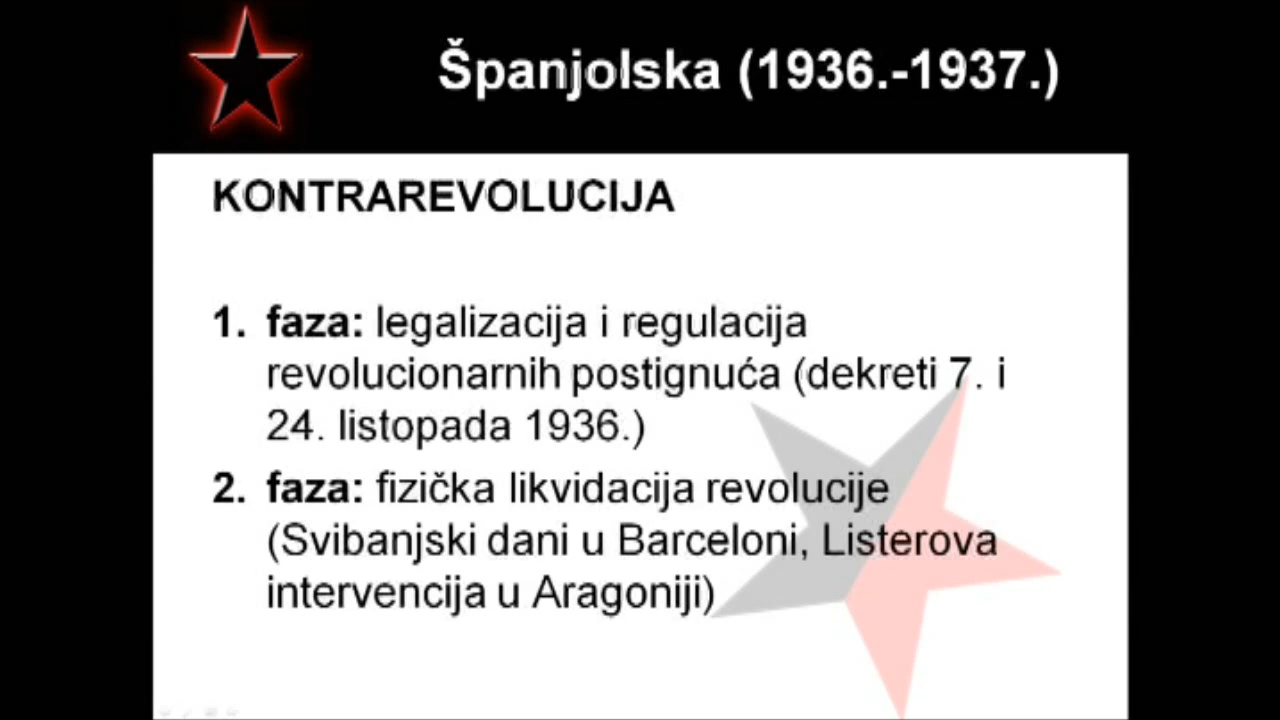 Španjolska (1936.-1937.)
KONTRAREVOLUCIJA
1. faza: legalizacija i regulacija
revolucionarnih postignuća (dekreti 7. i
24. listopada 1936.)
2. faza: fizička likvidacija revolucije
(Svibanjski dani u Barceloni, Listerova
intervencija u Aragoniji)